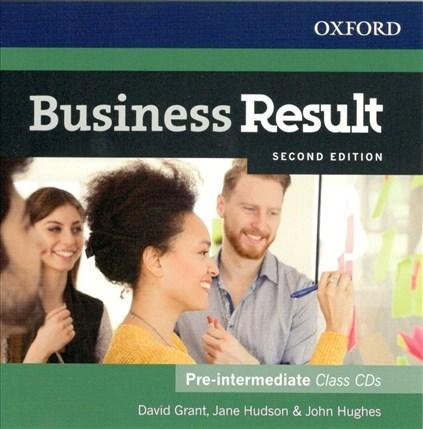 OXFORD
Business Result
SECOND EDITION
Pre-intermediate Class CDs
David Grant, Jane Hudson & John Hughes